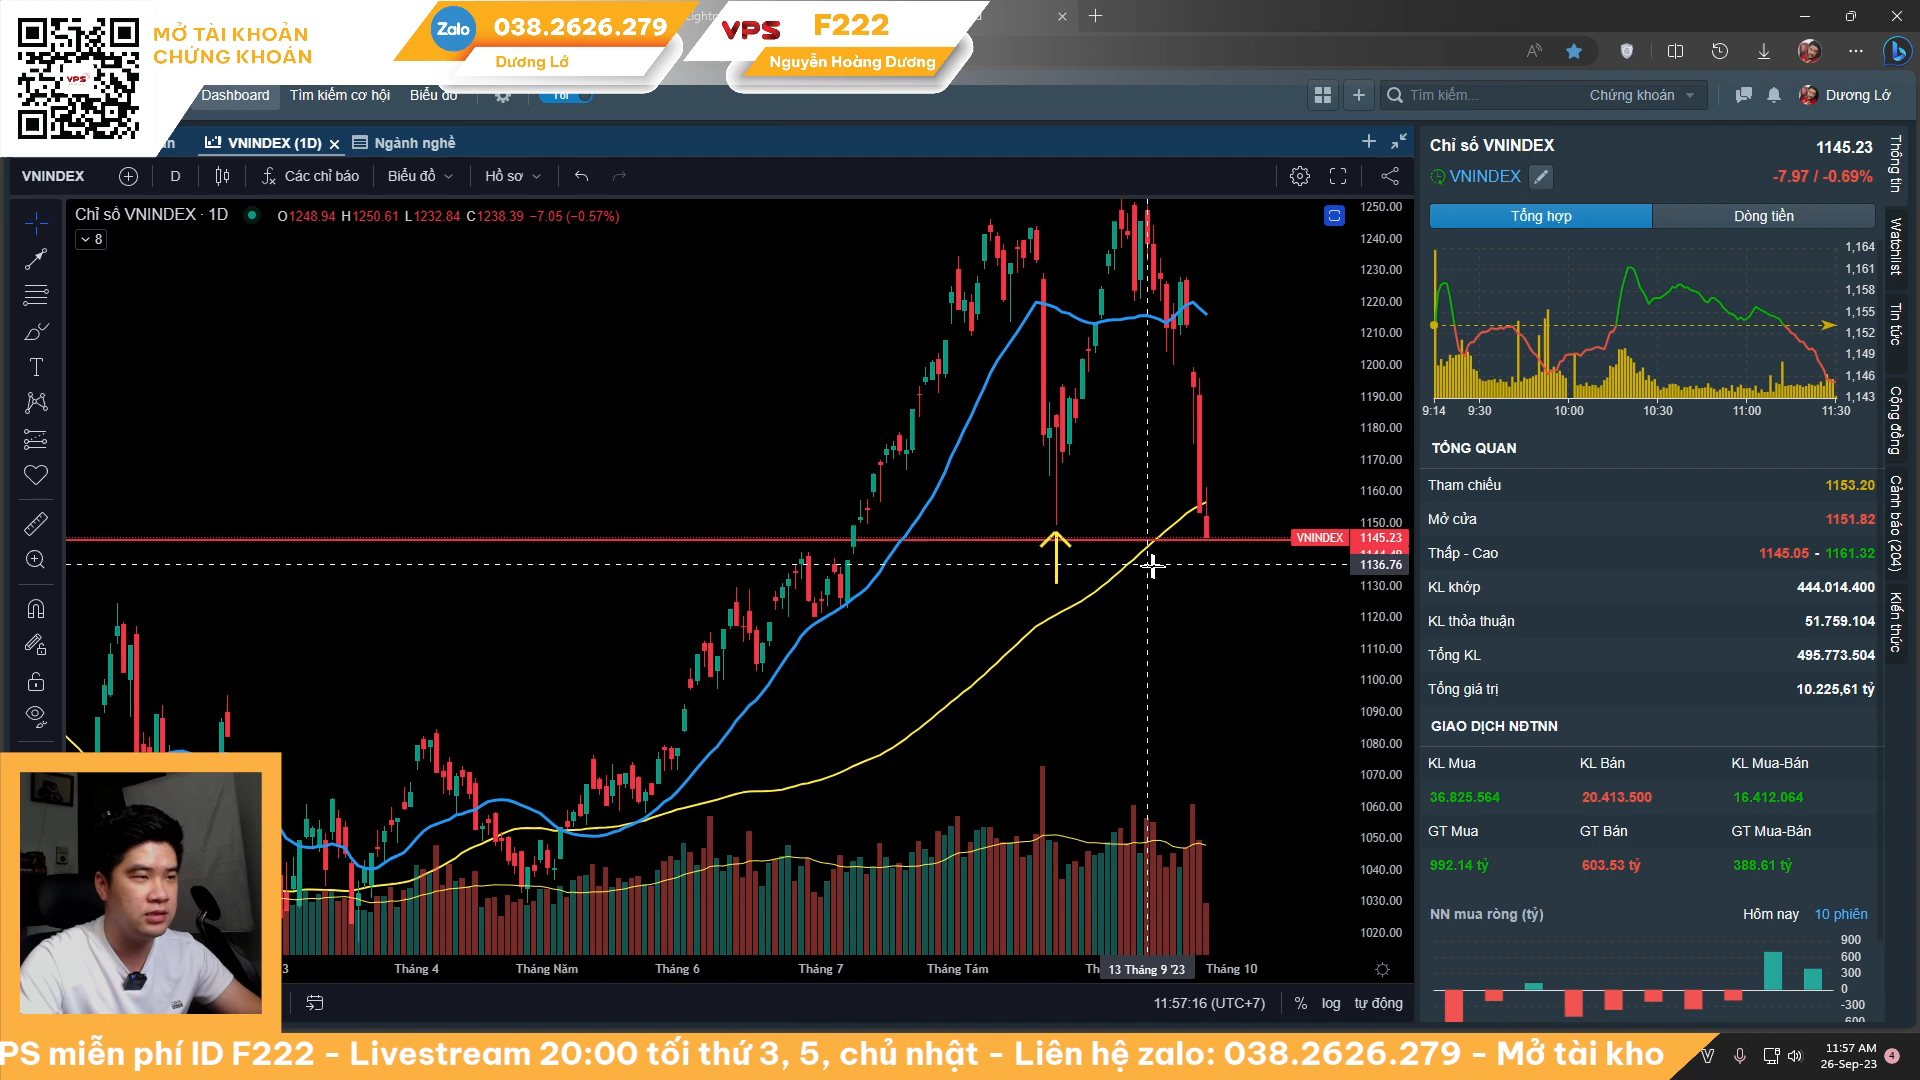 MỞ TÀI KHOẢN
CHỨNG KHOÁN
VPS
Zalo
038.2626.279
Dương Lớ
VPS
F222
Nguyễn Hoàng Dương
Dashboard
Tìm kiếm cơ hội
Biểu đồ
Tối
Tìm kiếm...
Chứng khoán
Dương Lớ
VNINDEX (1D)
Ngành nghề
VNINDEX
D
Các chỉ báo
Biểu đồ
Hồ sơ
Chỉ số VNINDEX · 1D
O1248.94 H1250.61 L1232.84 C1238.39 −7.05 (−0.57%)
8
1250.00
1240.00
1230.00
1220.00
1210.00
1200.00
1190.00
1180.00
1170.00
1160.00
1150.00
VNINDEX 1145.23
1136.76
1130.00
1120.00
1110.00
1100.00
1090.00
1080.00
1070.00
1060.00
1050.00
1040.00
1030.00
1020.00
3
Tháng 4
Tháng Năm
Tháng 6
Tháng 7
Tháng Tám
Th
13 Tháng 9 '23
Tháng 10
11:57:16 (UTC+7)
%
log
tự động
Chỉ số VNINDEX
1145.23
VNINDEX
-7.97 / -0.69%
Tổng hợp
Dòng tiền
1,164
1,161
1,158
1,155
1,152
1,149
1,146
1,143
9:14
9:30
10:00
10:30
11:00
11:30
TỔNG QUAN
Tham chiếu 1153.20
Mở cửa 1151.82
Thấp - Cao 1145.05 - 1161.32
KL khớp 444.014.400
KL thỏa thuận 51.759.104
Tổng KL 495.773.504
Tổng giá trị 10.225,61 tỷ
GIAO DỊCH NĐTNN
KL Mua KL Bán KL Mua-Bán
36.825.564 20.413.500 16.412.064
GT Mua GT Bán GT Mua-Bán
992.14 tỷ 603.53 tỷ 388.61 tỷ
NN mua ròng (tỷ)
Hôm nay
10 phiên
900
600
300
0
-300
-600
Thông tin
Watchlist
Tin tức
Cộng đồng
Cảnh báo (204)
Kiến thức
PS miễn phí ID F222 - Livestream 20:00 tối thứ 3, 5, chủ nhật - Liên hệ zalo: 038.2626.279 - Mở tài kho
11:57 AM
26-Sep-23
4